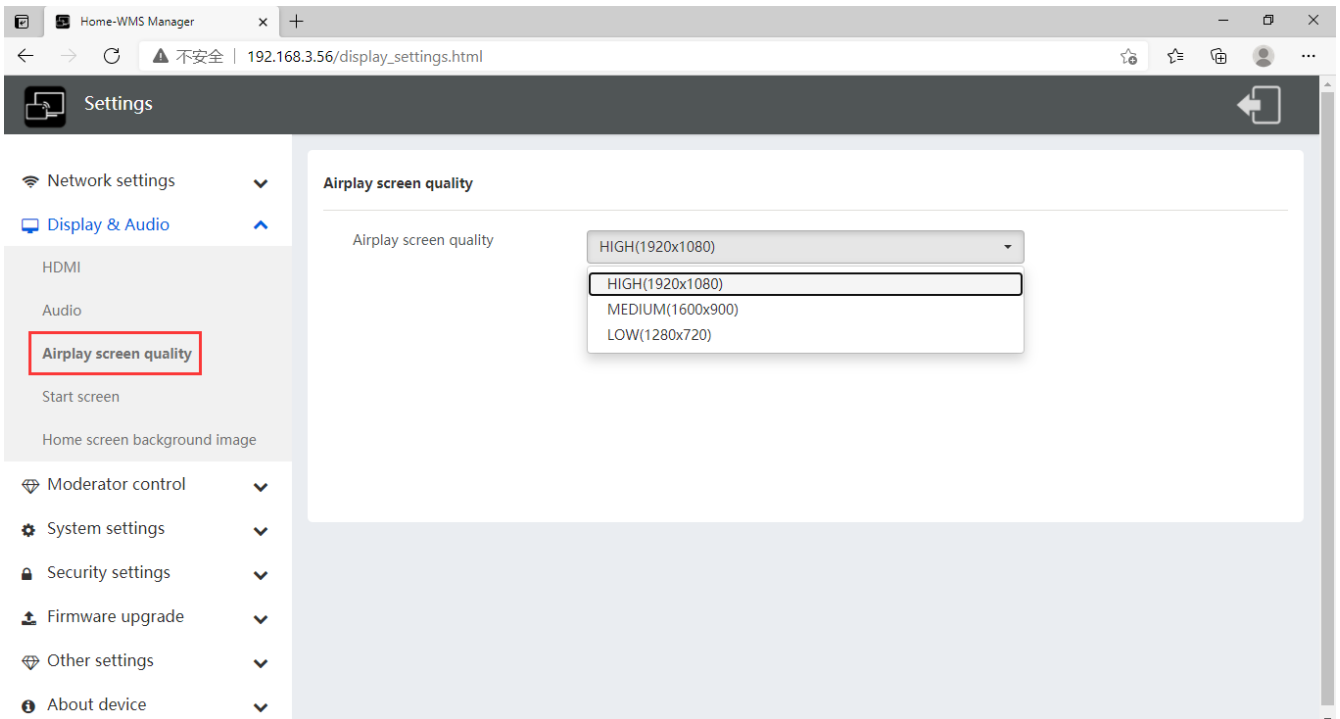 Home-WMS Manager
不安全 192.168.3.56/display_settings.html
Settings
Network settings
Display & Audio
HDMI
Audio
Airplay screen quality
Start screen
Home screen background image
Moderator control
System settings
Security settings
Firmware upgrade
Other settings
About device
Airplay screen quality
Airplay screen quality
HIGH(1920x1080)
HIGH(1920x1080)
MEDIUM(1600x900)
LOW(1280x720)